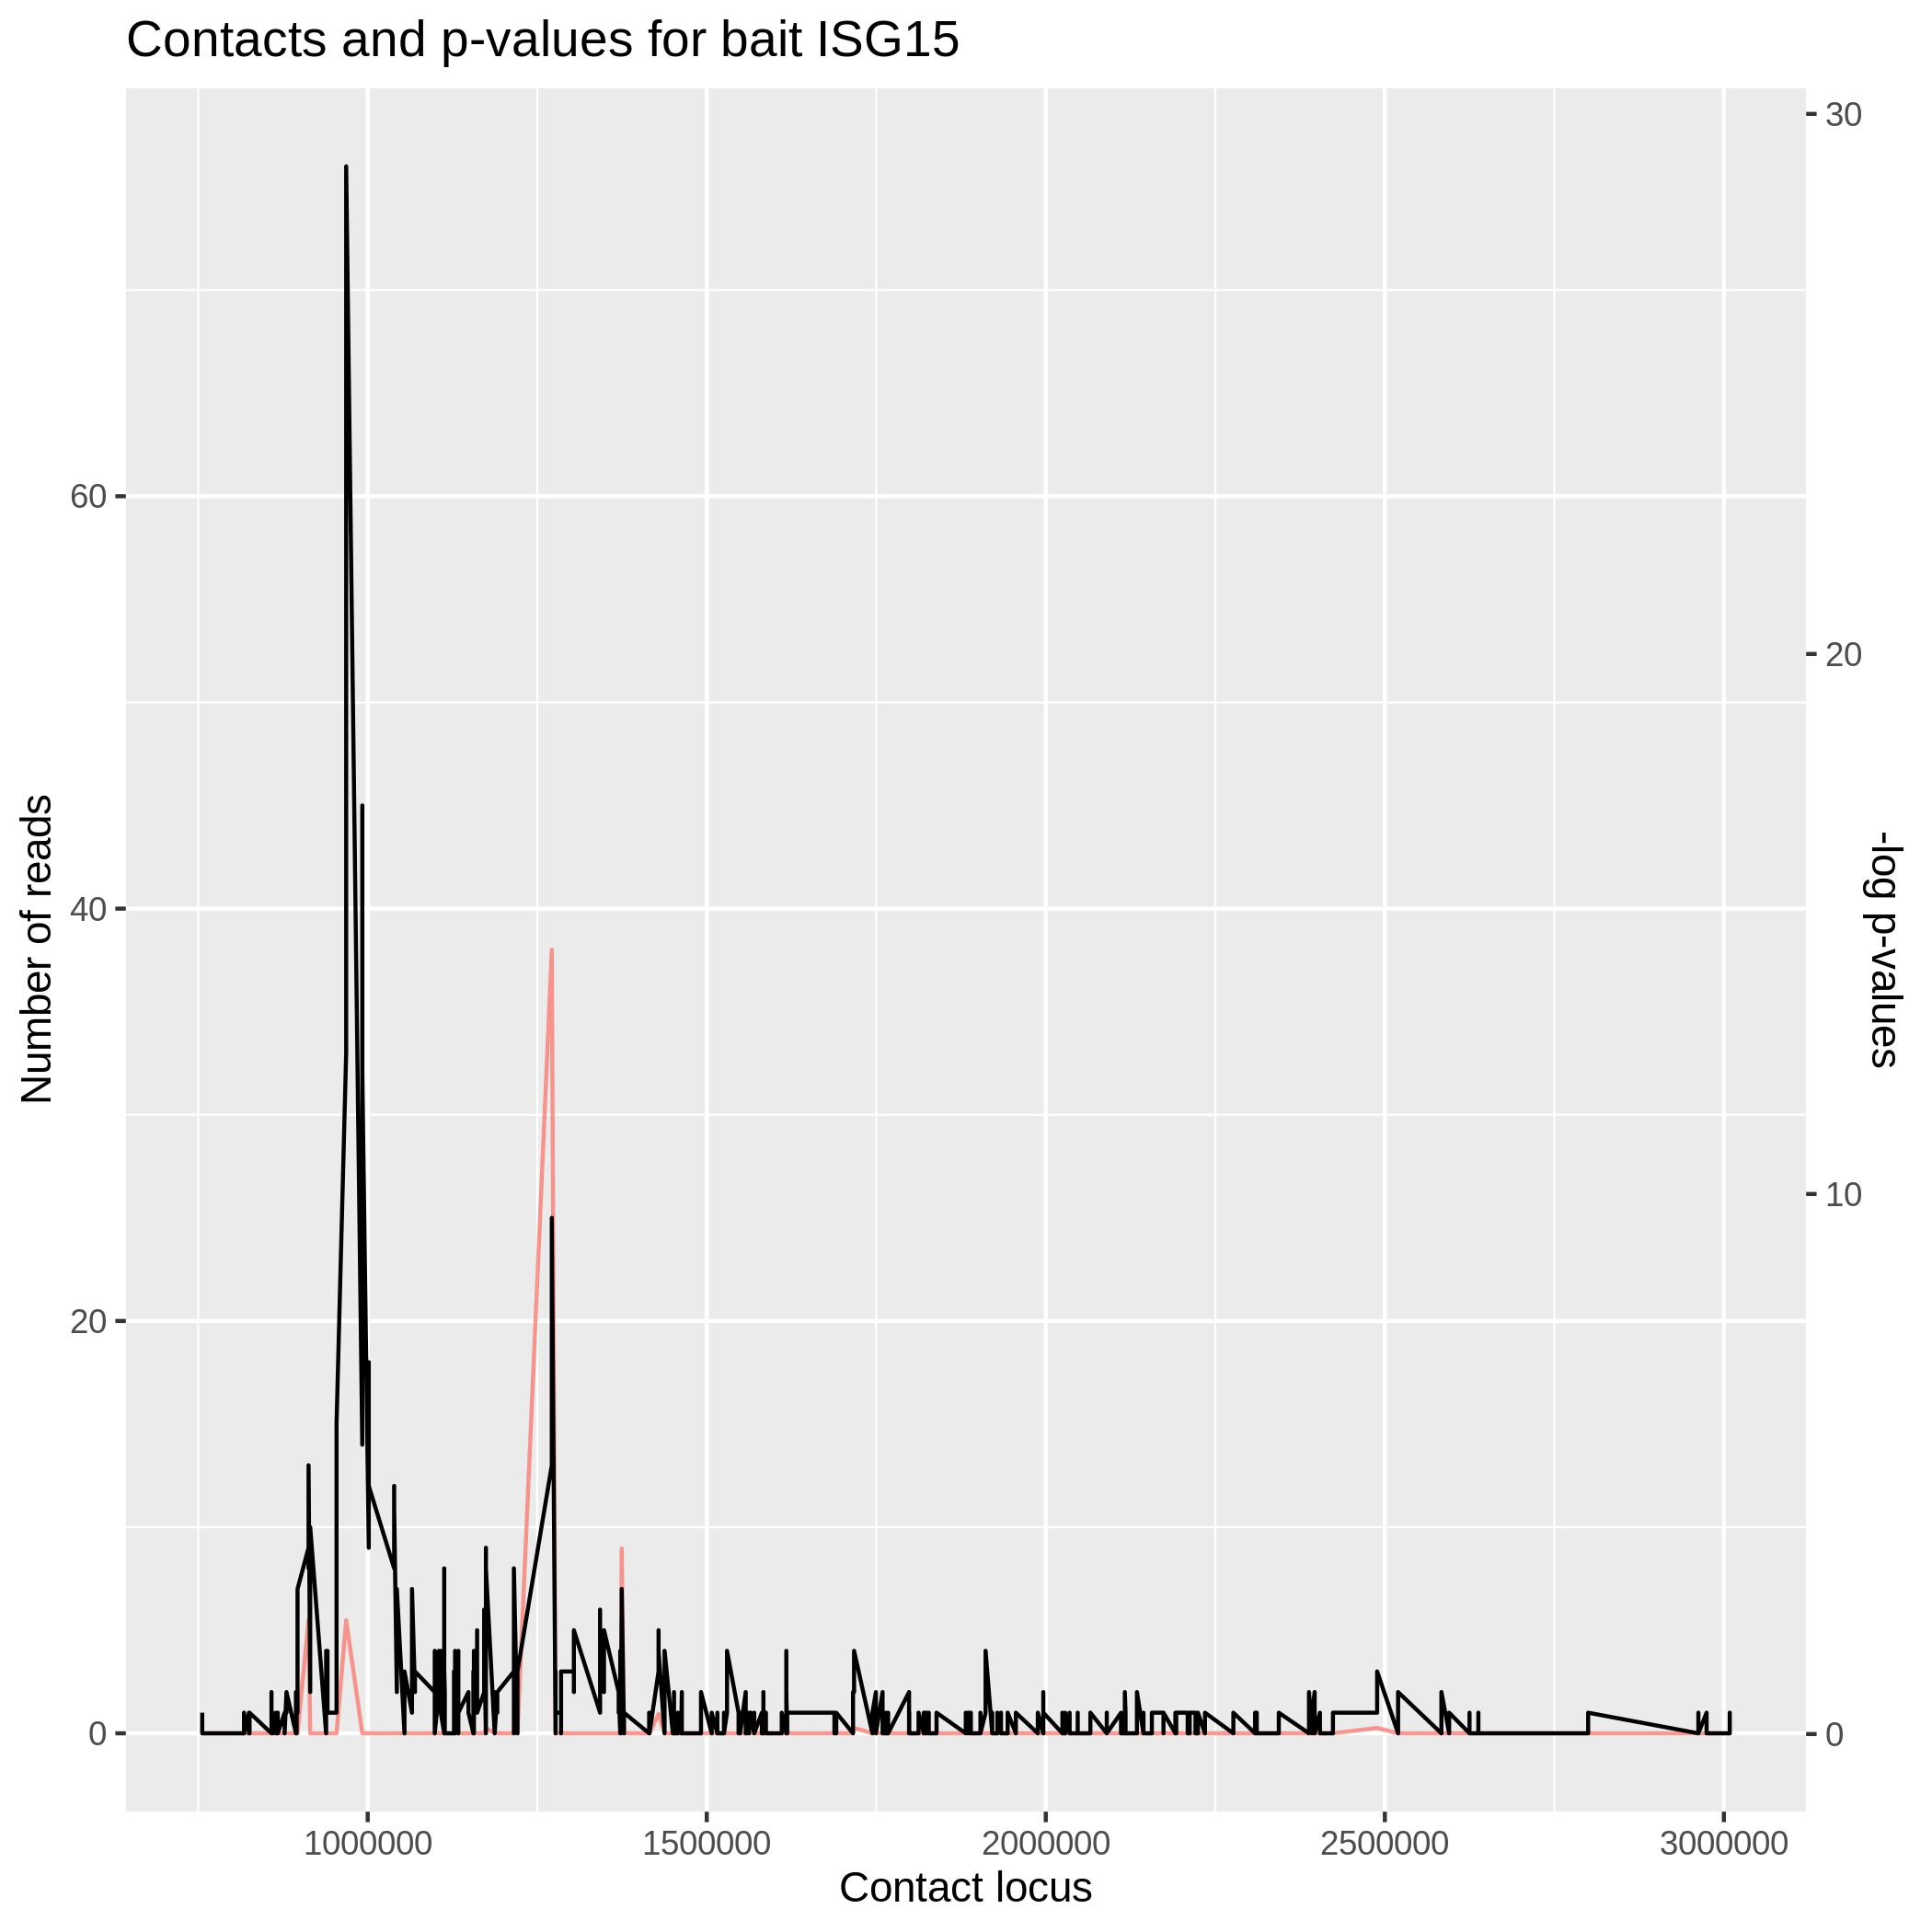 Contacts and p-values for bait ISG15
Number of reads
60
40
20
0
30
20
10
0
-log p-values
1000000 1500000 2000000 2500000 3000000
Contact locus